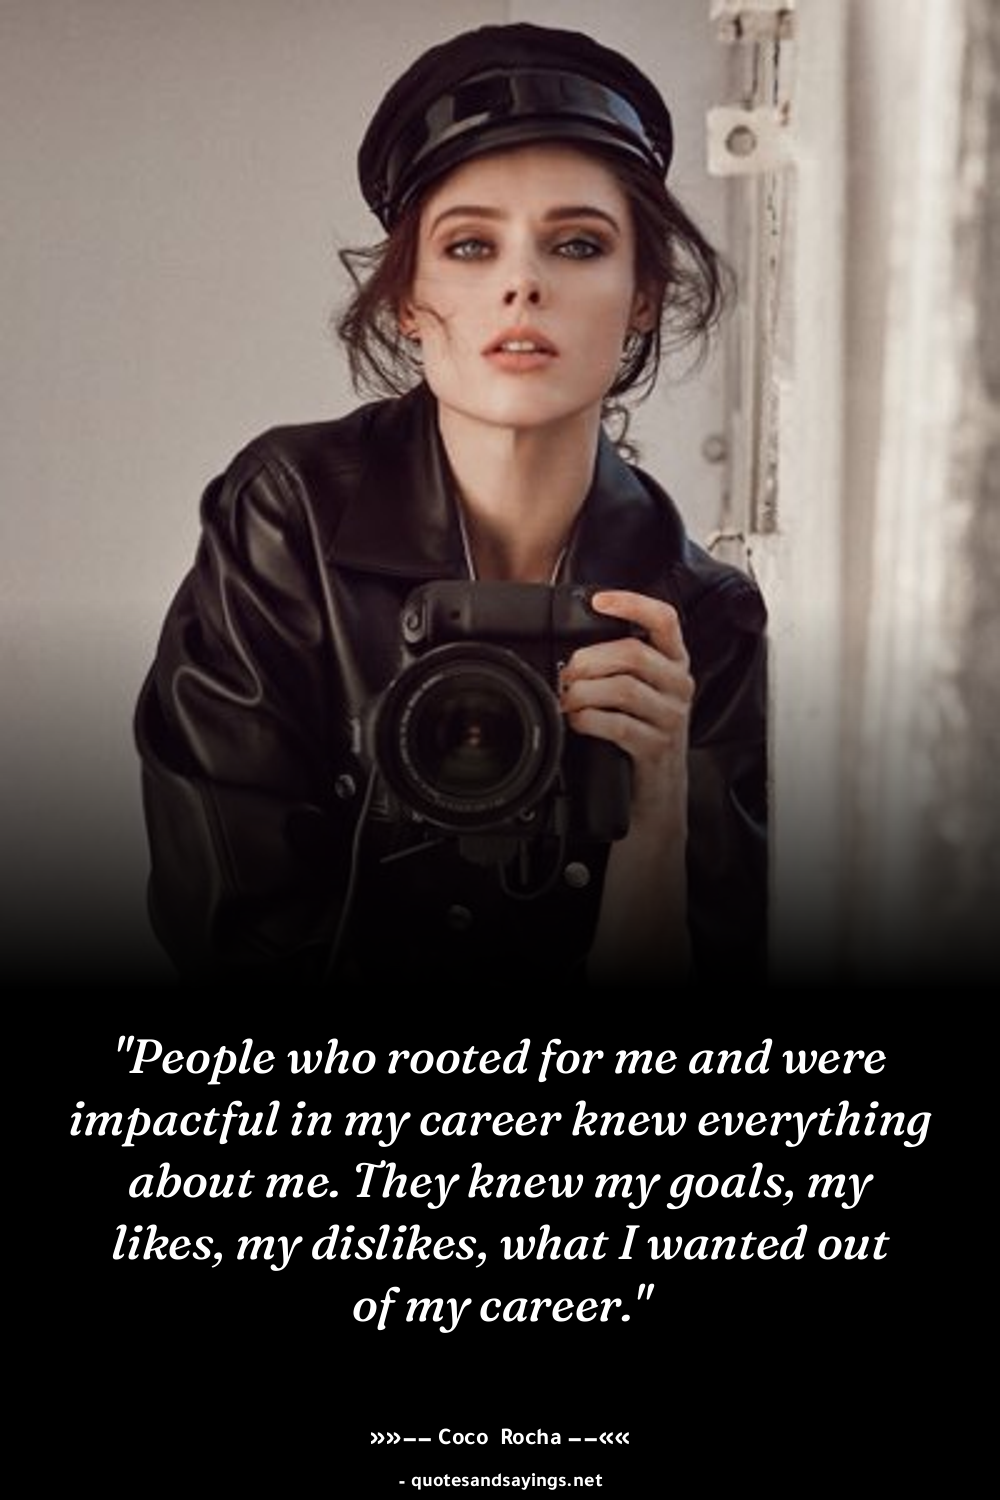 "People who rooted for me and were
impactful in my career knew everything
about me. They knew my goals, my
likes, my dislikes, what I wanted out
of my career."
»»–– Coco Rocha ––««
- quotesandsayings.net